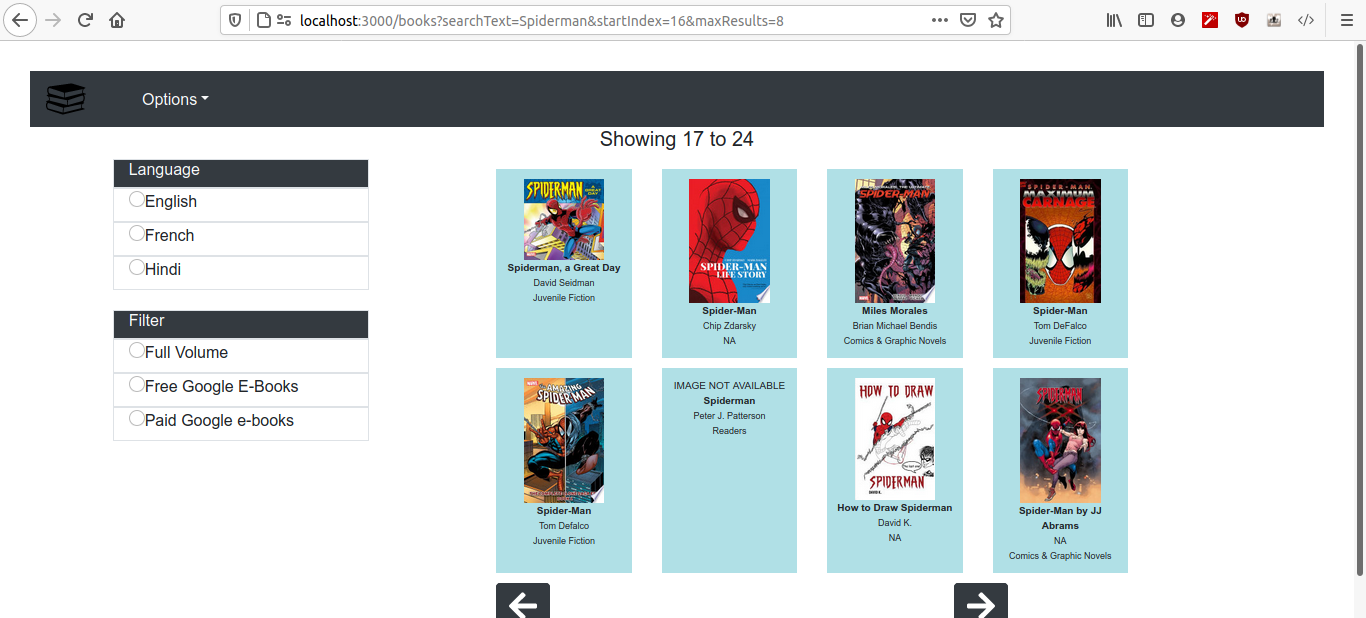 localhost:3000/books?searchText=Spiderman&startIndex=16&maxResults=8
Options
Showing 17 to 24
Language
English
French
Hindi
Filter
Full Volume
Free Google E-Books
Paid Google e-books
SPIDER-MAN
A GREAT DAY
Spiderman, a Great Day
David Seidman
Juvenile Fiction
SPIDER-MAN
LIFE STORY
Spider-Man
Chip Zdarsky
NA
SPIDER-MAN
Miles Morales
Brian Michael Bendis
Comics & Graphic Novels
SPIDER-MAN
MAXIMUM
CARNAGE
Spider-Man
Tom DeFalco
Juvenile Fiction
AMAZING
SPIDER-MAN
Spider-Man
Tom Defalco
Juvenile Fiction
IMAGE NOT AVAILABLE
Spiderman
Peter J. Patterson
Readers
HOW TO DRAW
SPIDERMAN
How to Draw Spiderman
David K.
NA
SPIDERMAN
Spider-Man by JJ
Abrams
NA
Comics & Graphic Novels